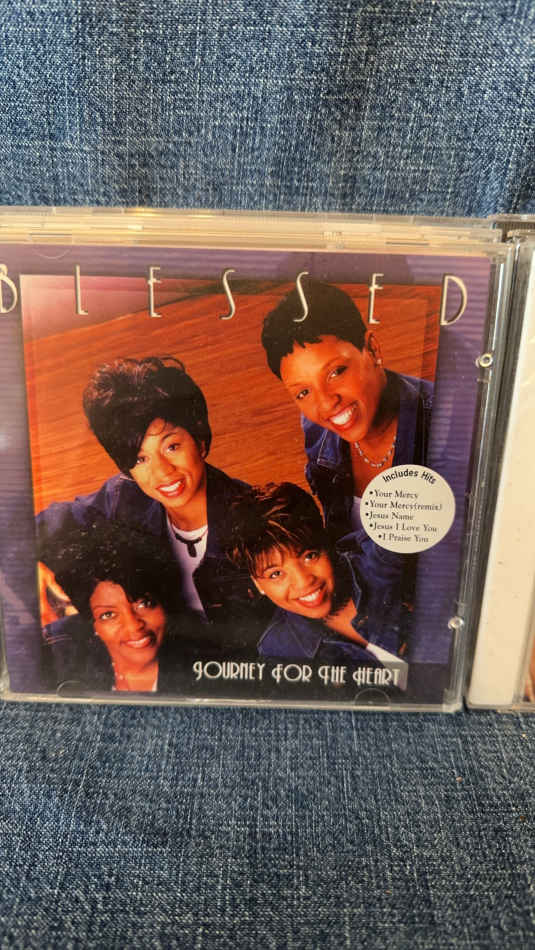 BLESSED
Includes Hits
•Your Mercy
•Your Mercy(remix)
•Jesus Name
•Jesus I Love You
•I Praise You
JOURNEY FOR THE HEART